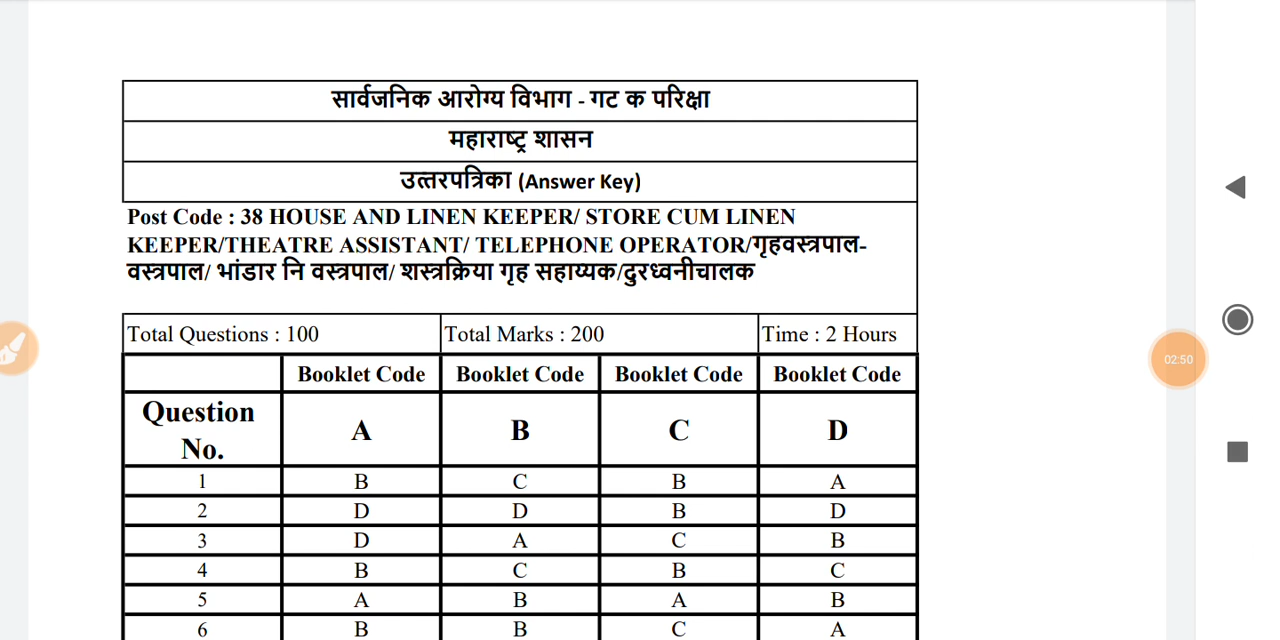 सार्वजनिक आरोग्य विभाग - गट क परिक्षा
महाराष्ट्र शासन
उत्तरपत्रिका (Answer Key)
Post Code : 38 HOUSE AND LINEN KEEPER/ STORE CUM LINEN
KEEPER/THEATRE ASSISTANT/ TELEPHONE OPERATOR/गृहवस्त्रपाल-
वस्त्रपाल/ भांडार नि वस्त्रपाल/ शस्त्रक्रिया गृह सहाय्यक/दुरध्वनीचालक
Total Questions : 100 Total Marks : 200 Time : 2 Hours
Booklet Code Booklet Code Booklet Code Booklet Code
Question No. A B C D
1 B C B A
2 D D B D
3 D A C B
4 B C B C
5 A B A B
6 B B C A
02:50